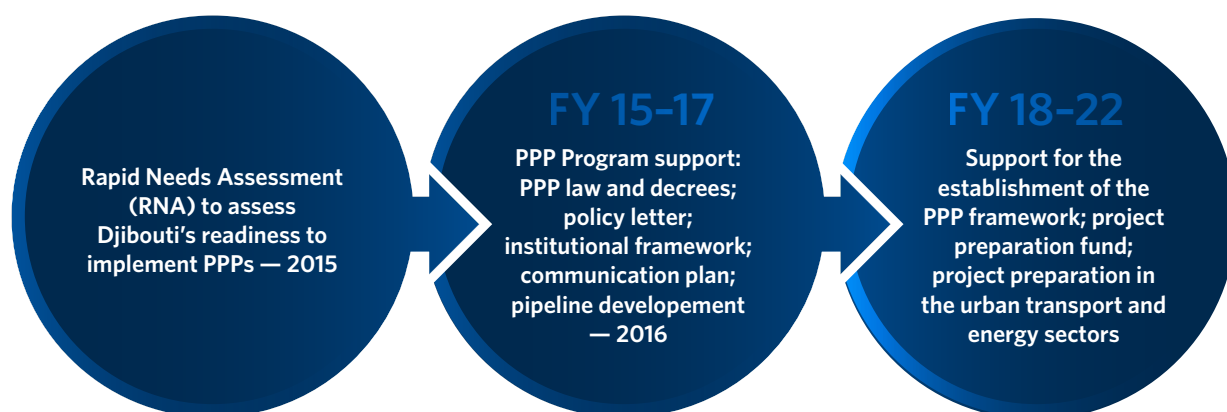 Rapid Needs Assessment
(RNA) to assess
Djibouti’s readiness to
implement PPPs — 2015
FY 15–17
PPP Program support:
PPP law and decrees;
policy letter;
institutional framework;
communication plan;
pipeline developement
— 2016
FY 18–22
Support for the
establishment of the
PPP framework; project
preparation fund;
project preparation in
the urban transport and
energy sectors